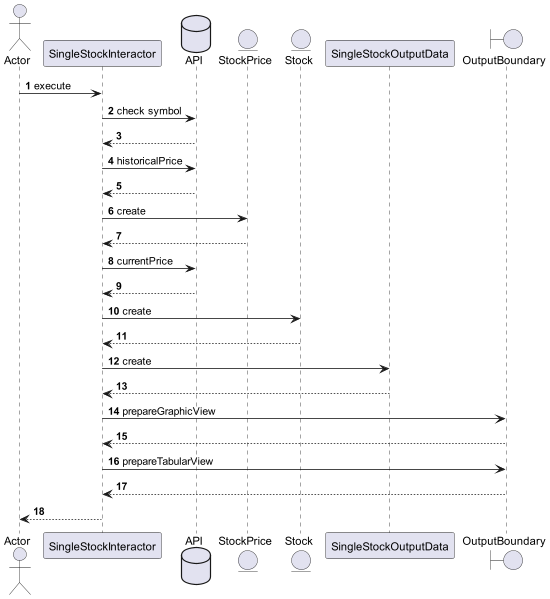 Actor
SingleStockInteractor
API
StockPrice
Stock
SingleStockOutputData
OutputBoundary
1 execute
2 check symbol
3
4 historicalPrice
5
6 create
7
8 currentPrice
9
10 create
11
12 create
13
14 prepareGraphicView
15
16 prepareTabularView
17
18
Actor
SingleStockInteractor
API
StockPrice
Stock
SingleStockOutputData
OutputBoundary